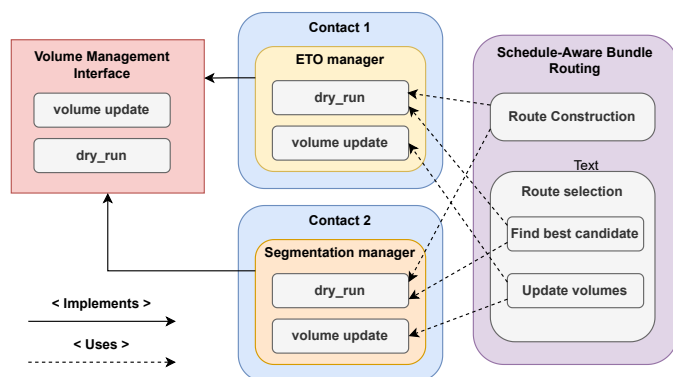 Volume Management
Interface
volume update
dry_run
Contact 1
ETO manager
dry_run
volume update
Contact 2
Segmentation manager
dry_run
volume update
Schedule-Aware Bundle
Routing
Route Construction
Text
Route selection
Find best candidate
Update volumes
< Implements >
< Uses >